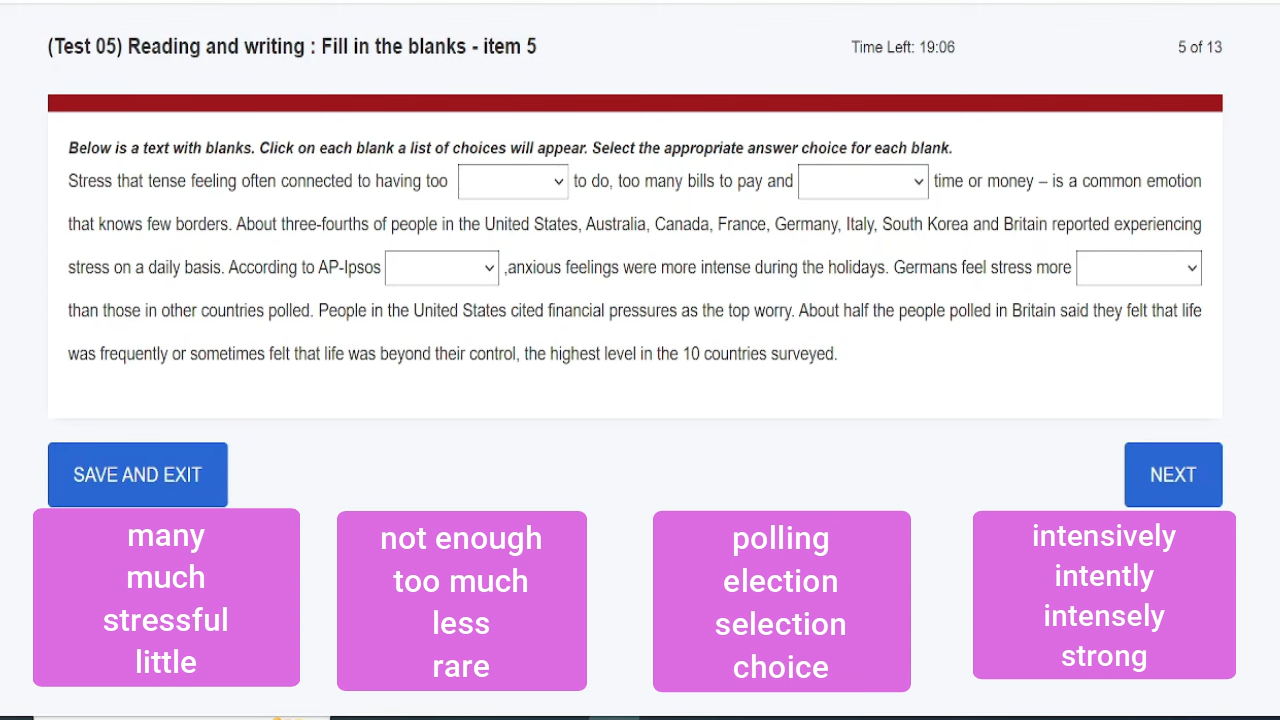 (Test 05) Reading and writing : Fill in the blanks - item 5
Time Left: 19:06
5 of 13
Below is a text with blanks. Click on each blank a list of choices will appear. Select the appropriate answer choice for each blank.
Stress that tense feeling often connected to having too to do, too many bills to pay and time or money – is a common emotion
that knows few borders. About three-fourths of people in the United States, Australia, Canada, France, Germany, Italy, South Korea and Britain reported experiencing
stress on a daily basis. According to AP-Ipsos ,anxious feelings were more intense during the holidays. Germans feel stress more
than those in other countries polled. People in the United States cited financial pressures as the top worry. About half the people polled in Britain said they felt that life
was frequently or sometimes felt that life was beyond their control, the highest level in the 10 countries surveyed.
SAVE AND EXIT
NEXT
many
much
stressful
little
not enough
too much
less
rare
polling
election
selection
choice
intensively
intently
intensely
strong